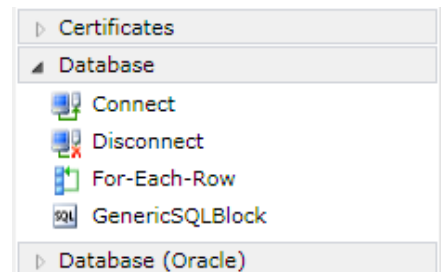 Certificates
Database
Connect
Disconnect
For-Each-Row
SQL GenericSQLBlock
Database (Oracle)